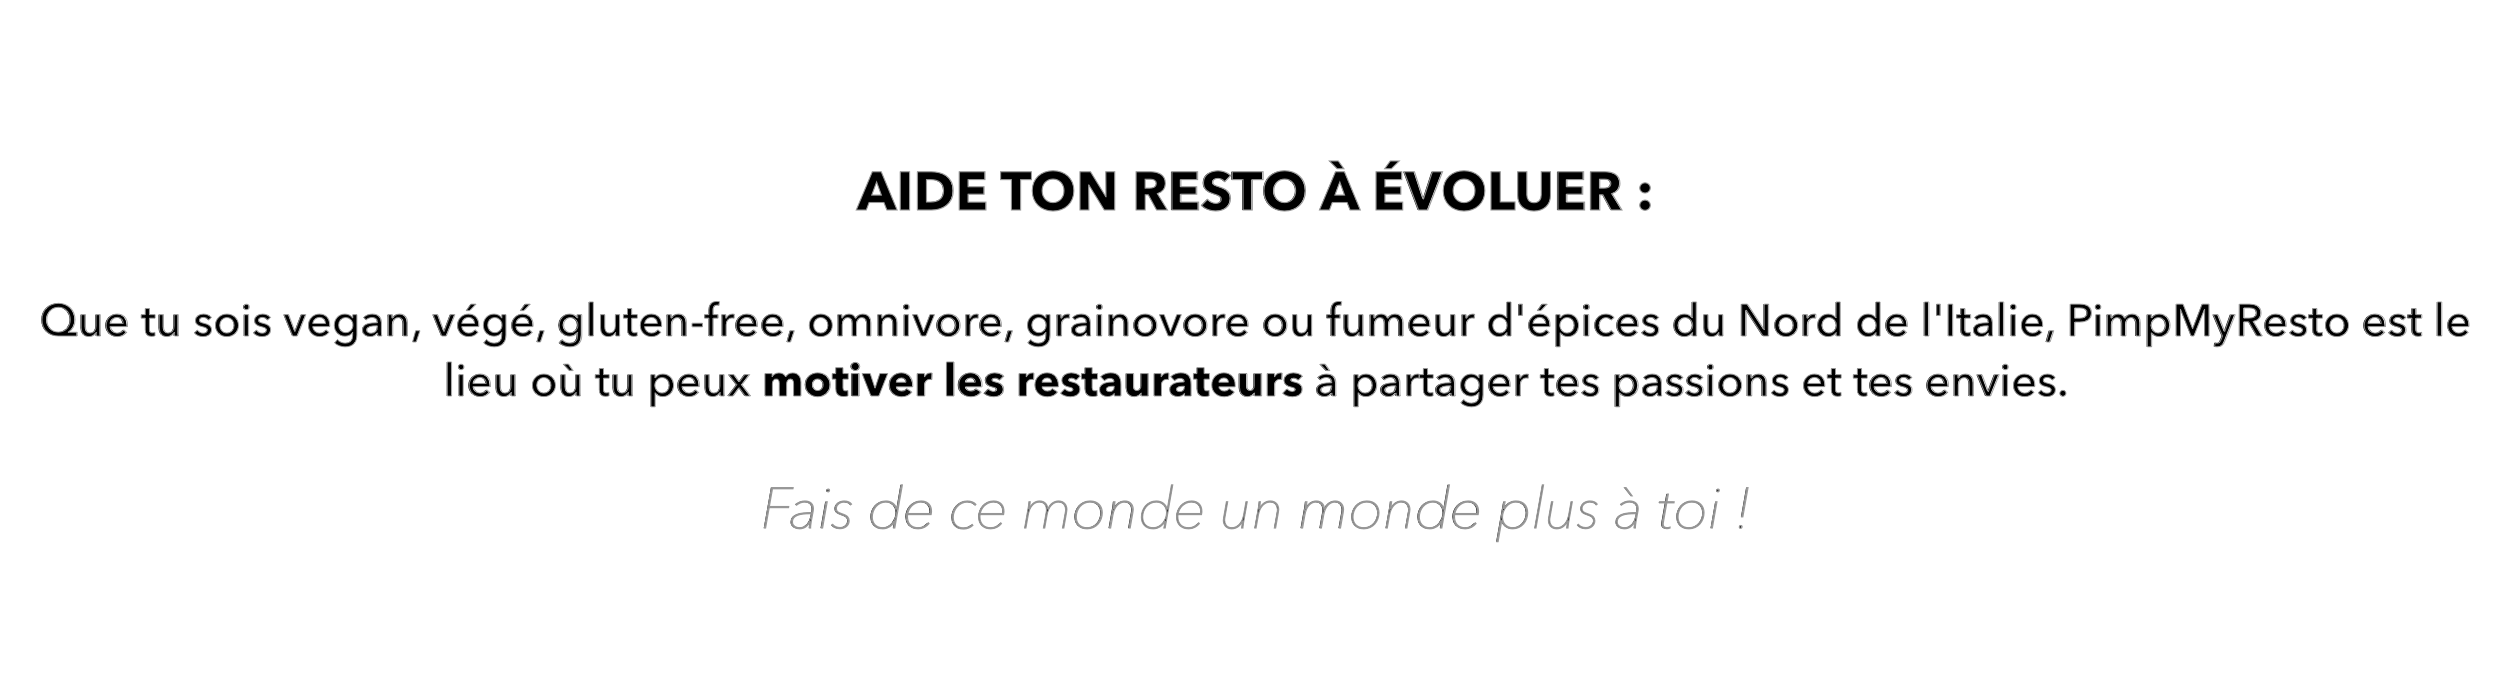 AIDE TON RESTO À ÉVOLUER :
Que tu sois vegan, végé, gluten-free, omnivore, grainovore ou fumeur d'épices du Nord de l'Italie, PimpMyResto est le
lieu où tu peux motiver les restaurateurs à partager tes passions et tes envies.
Fais de ce monde un monde plus à toi !